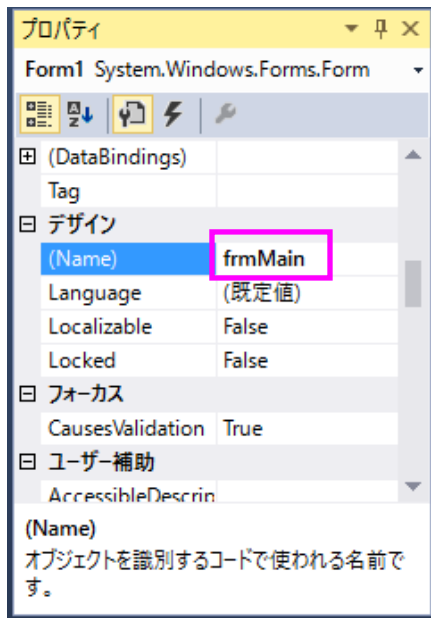 プロパティ
Form1 System.Windows.Forms.Form
(DataBindings)
Tag
デザイン
(Name) frmMain
Language (既定値)
Localizable False
Locked False
フォーカス
CausesValidation True
ユーザー補助
AccessibleDescrip
(Name)
オブジェクトを識別するコードで使われる名前で
す。